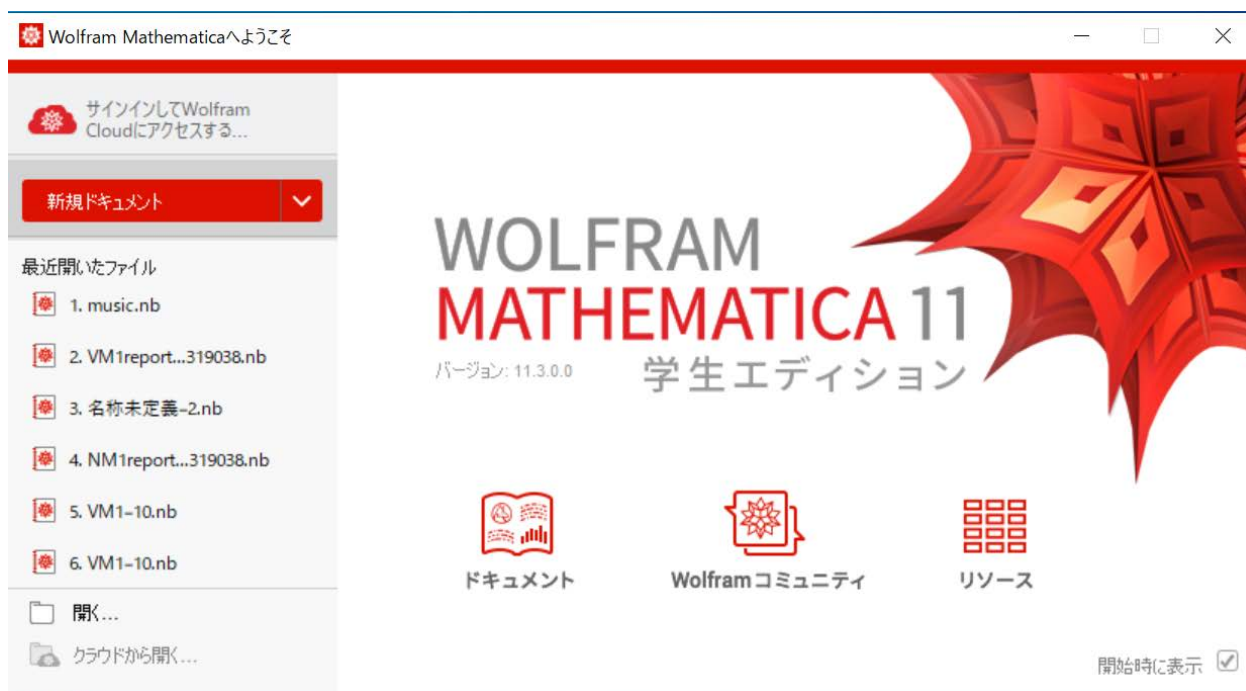 Wolfram Mathematicaへようこそ
サインインしてWolfram
Cloudにアクセスする...
新規ドキュメント
最近開いたファイル
1. music.nb
2. VM1report...319038.nb
3. 名称未定義-2.nb
4. NM1report...319038.nb
5. VM1-10.nb
6. VM1-10.nb
開く...
クラウドから開く...
WOLFRAM
MATHEMATICA 11
バージョン: 11.3.0.0
学生エディション
ドキュメント
Wolframコミュニティ
リソース
開始時に表示